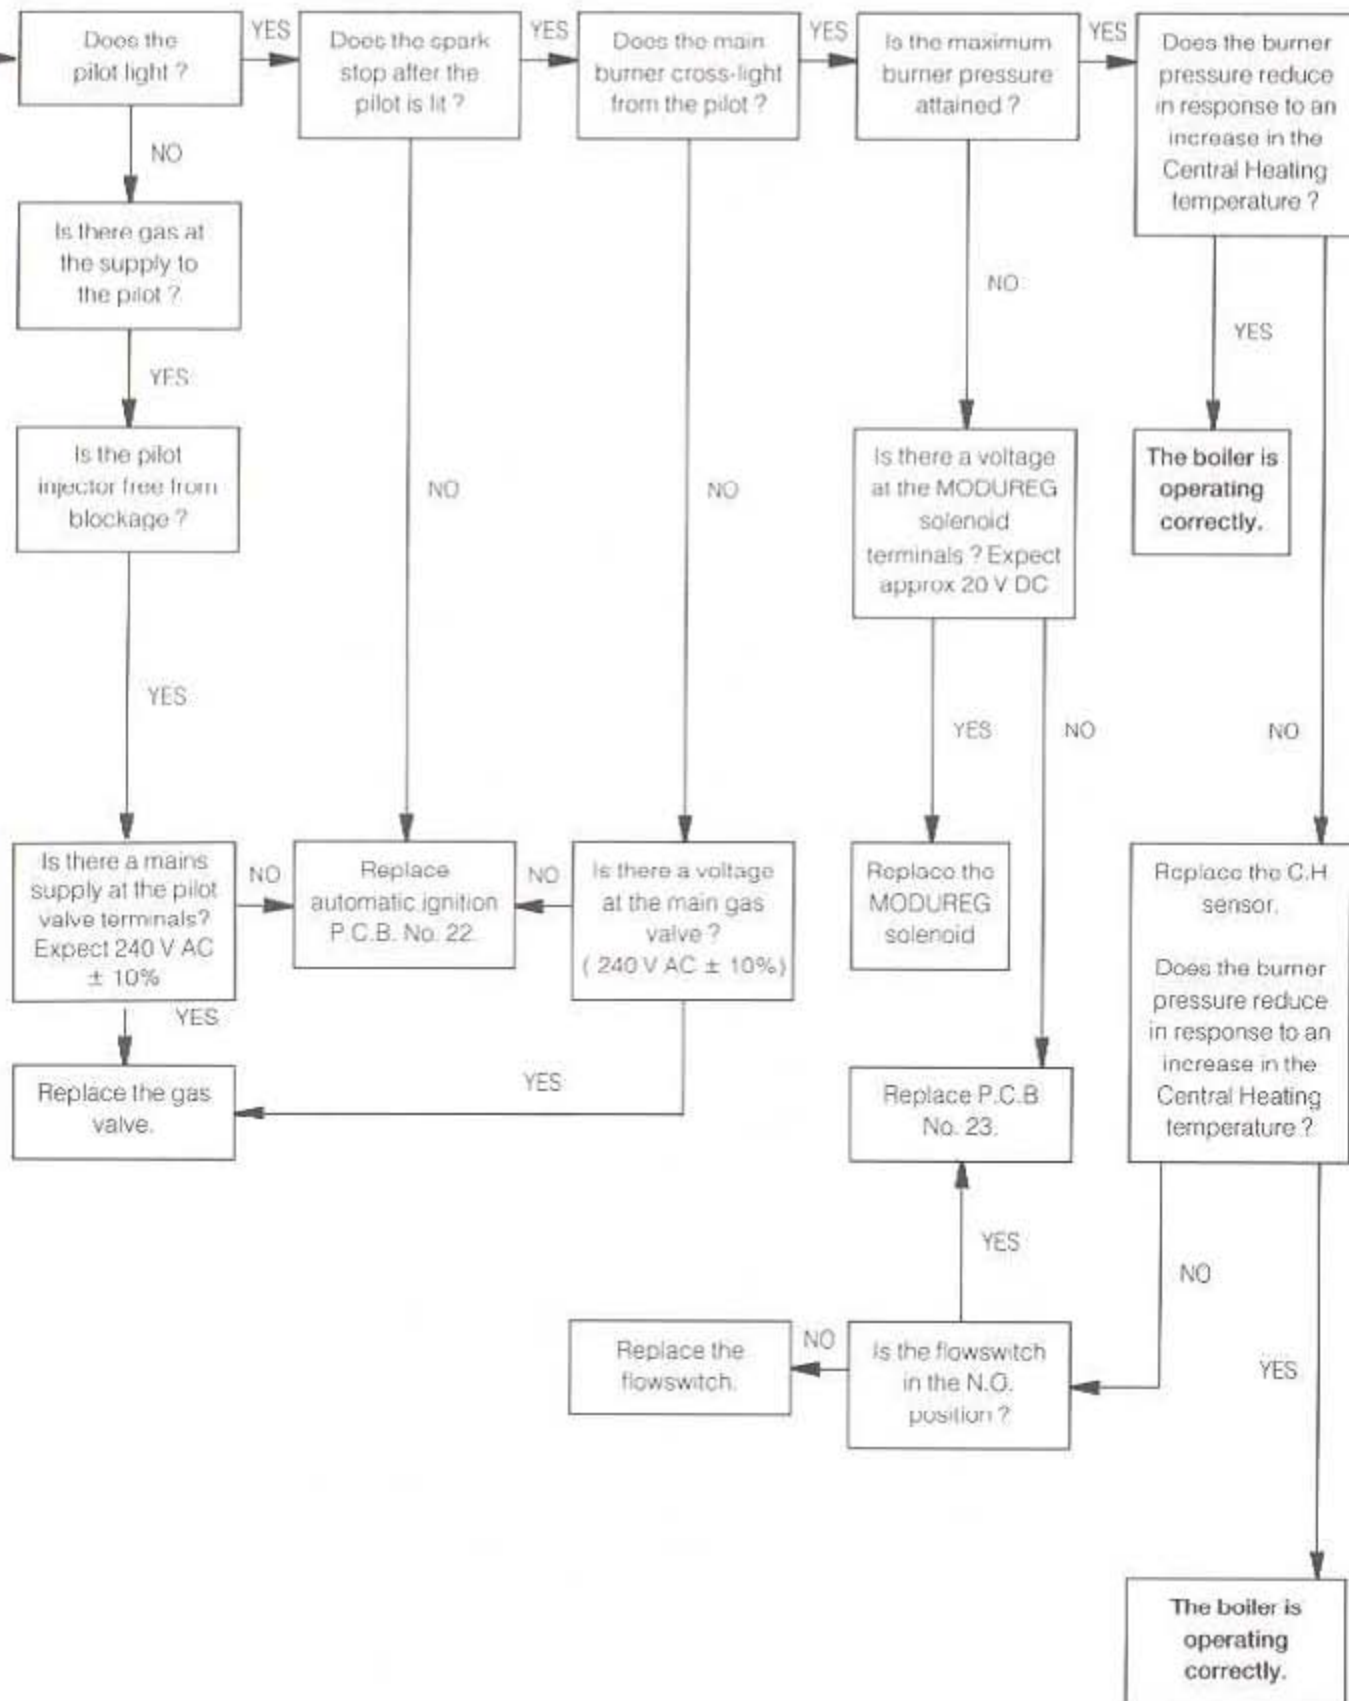 Does the
pilot light ?
YES
Does the spark
stop after the
pilot is lit ?
YES
Does the main
burner cross-light
from the pilot ?
YES
Is the maximum
burner pressure
attained ?
YES
Does the burner
pressure reduce
in response to an
increase in the
Central Heating
temperature ?
NO
Is there gas at
the supply to
the pilot ?
YES
Is the pilot
injector free from
blockage ?
YES
NO
NO
NO
Is there a voltage
at the MODUREG
solenoid
terminals ? Expect
approx 20 V DC
YES
The boiler is
operating
correctly.
YES
NO
NO
Is there a mains
supply at the pilot
valve terminals?
Expect 240 V AC
± 10%
NO
Replace
automatic ignition
P.C.B. No. 22.
NO
Is there a voltage
at the main gas
valve ?
( 240 V AC ± 10%)
Replace the
MODUREG
solenoid
Replace the C.H
sensor.
Does the burner
pressure reduce
in response to an
increase in the
Central Heating
temperature ?
YES
Replace the gas
valve.
YES
Replace P.C.B
No. 23.
YES
NO
Replace the
flowswitch.
NO
Is the flowswitch
in the N.O.
position ?
YES
The boiler is
operating
correctly.